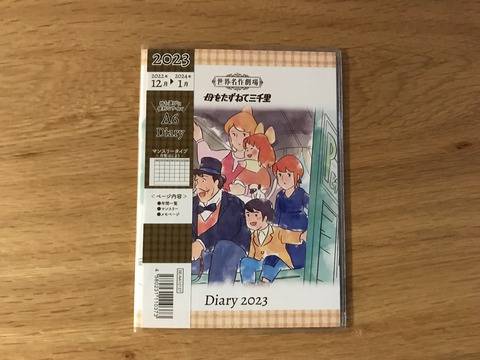 2023
2022年 2024年
12月 ▶ 1月
A6
Diary
マンスリータイプ
<ページ内容>
●年間一覧
●マンスリー
●メモページ
世界名作劇場
母をたずねて三千里
Diary 2023